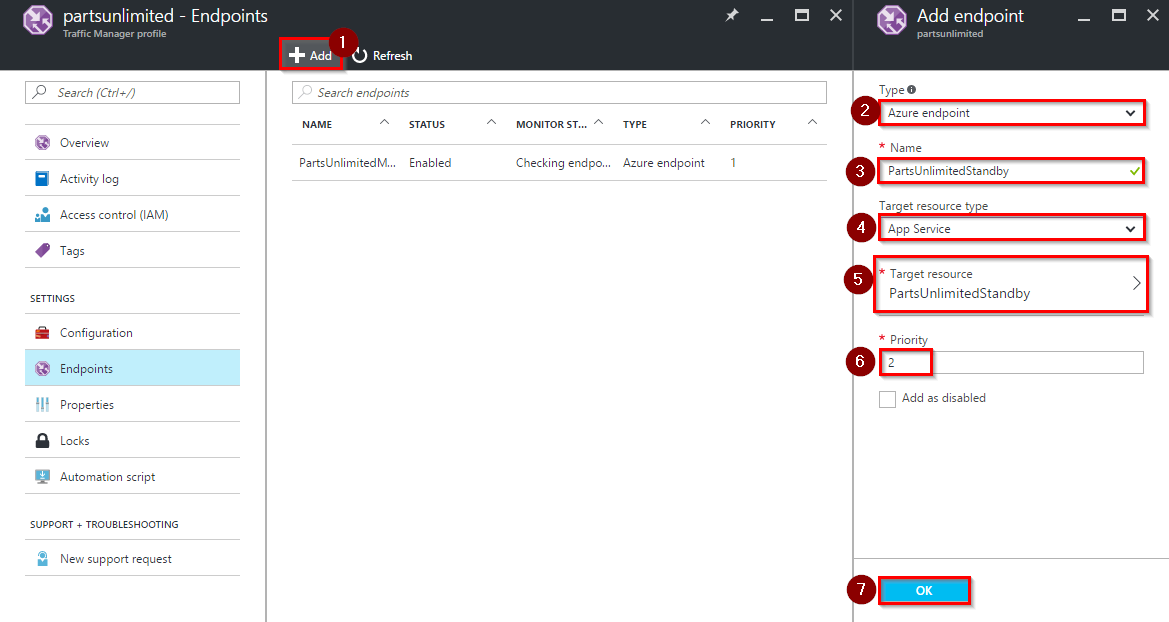 partsunlimited - Endpoints
Traffic Manager profile
1
Add
Refresh
Search (Ctrl+/)
Overview
Activity log
Access control (IAM)
Tags
SETTINGS
Configuration
Endpoints
Properties
Locks
Automation script
SUPPORT + TROUBLESHOOTING
New support request
Search endpoints
NAME STATUS MONITOR ST... TYPE PRIORITY
PartsUnlimitedM... Enabled Checking endpo... Azure endpoint 1
Add endpoint
partsunlimited
Type
2 Azure endpoint
* Name
3 PartsUnlimitedStandby
Target resource type
4 App Service
5 * Target resource
PartsUnlimitedStandby
* Priority
6 2
Add as disabled
7 OK